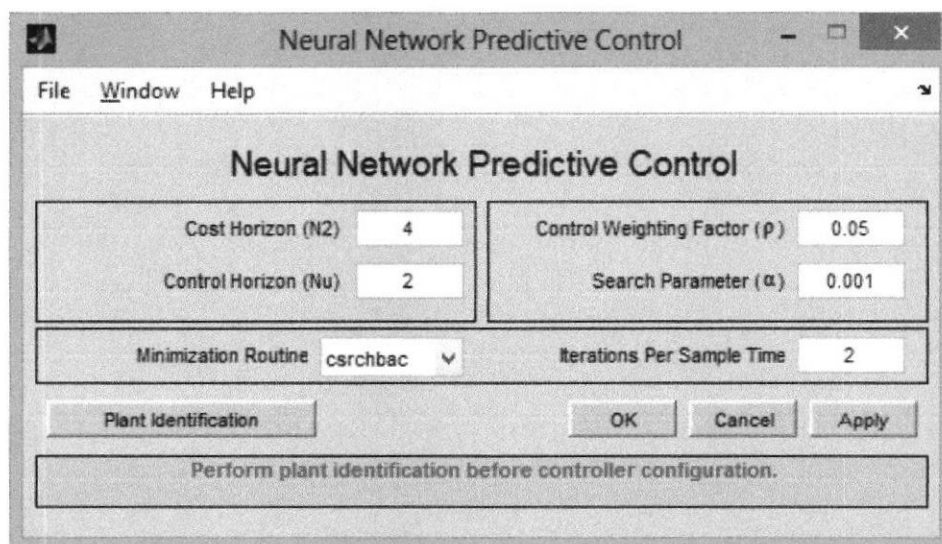 Neural Network Predictive Control
File Window Help
Neural Network Predictive Control
Cost Horizon (N2) 4 Control Weighting Factor (ρ) 0.05
Control Horizon (Nu) 2 Search Parameter (α) 0.001
Minimization Routine csrchbac Iterations Per Sample Time 2
Plant Identification OK Cancel Apply
Perform plant identification before controller configuration.